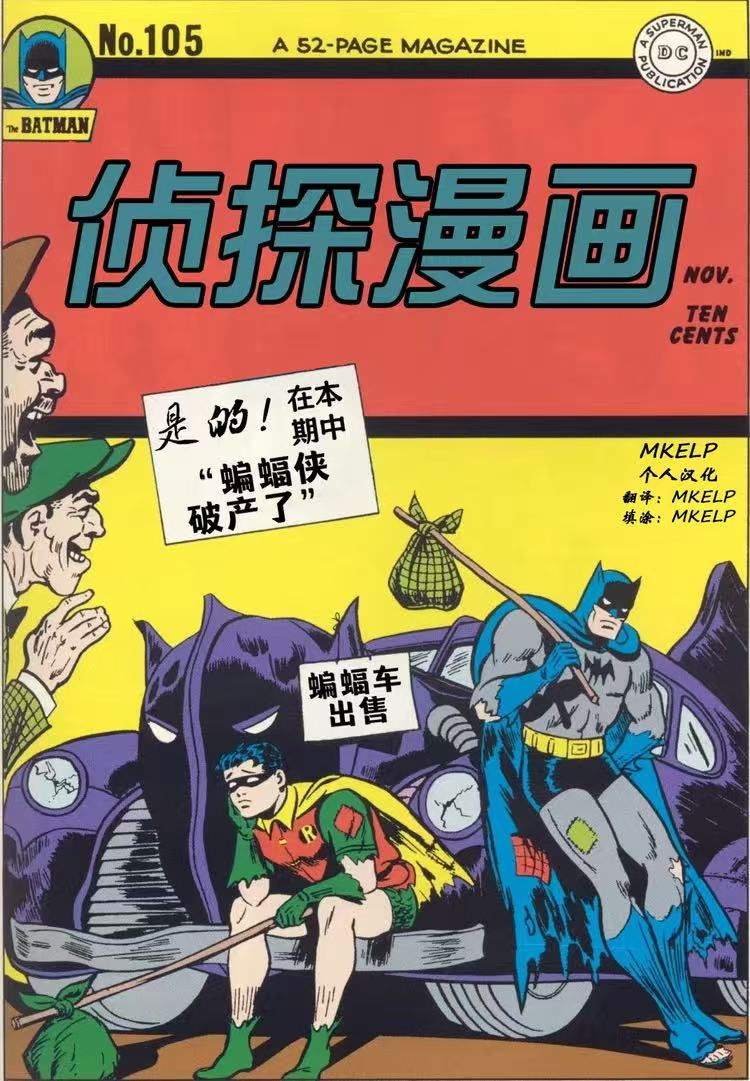 No.105
A 52-PAGE MAGAZINE
A SUPERMAN
DC
PUBLICATION
IND
The BATMAN
侦探漫画
NOV.
TEN
CENTS
是的！在本
期中
“蝙蝠侠
破产了”
MKELP
个人汉化
翻译：MKELP
填涂：MKELP
蝙蝠车
出售
R